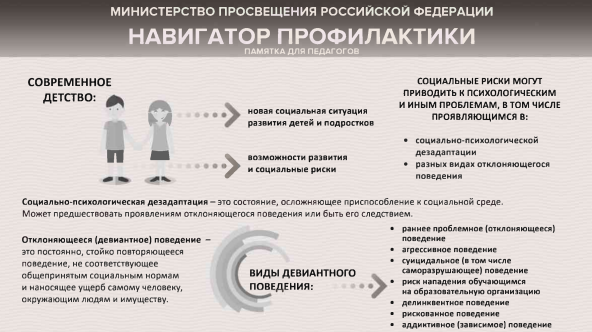 МИНИСТЕРСТВО ПРОСВЕЩЕНИЯ РОССИЙСКОЙ ФЕДЕРАЦИИ
НАВИГАТОР ПРОФИЛАКТИКИ
ПАМЯТКА ДЛЯ ПЕДАГОГОВ
СОВРЕМЕННОЕ
ДЕТСТВО:
новая социальная ситуация
развития детей и подростков
возможности развития
и социальные риски
СОЦИАЛЬНЫЕ РИСКИ МОГУТ
ПРИВОДИТЬ К ПСИХОЛОГИЧЕСКИМ
И ИНЫМ ПРОБЛЕМАМ, В ТОМ ЧИСЛЕ
ПРОЯВЛЯЮЩИМСЯ В:
• социально-психологической
дезадаптации
• разных видах отклоняющегося
поведения
Социально-психологическая дезадаптация – это состояние, осложняющее приспособление к социальной среде.
Может предшествовать проявлениям отклоняющегося поведения или быть его следствием.
Отклоняющееся (девиантное) поведение –
это постоянно, стойко повторяющееся
поведение, не соответствующее
общепринятым социальным нормам
и наносящее ущерб самому человеку,
окружающим людям и имуществу.
ВИДЫ ДЕВИАНТНОГО
ПОВЕДЕНИЯ:
• раннее проблемное (отклоняющееся)
поведение
• агрессивное поведение
• суицидальное (в том числе
саморазрушающее) поведение
• риск нападения обучающимся
на образовательную организацию
• делинквентное поведение
• рискованное поведение
• аддиктивное (зависимое) поведение